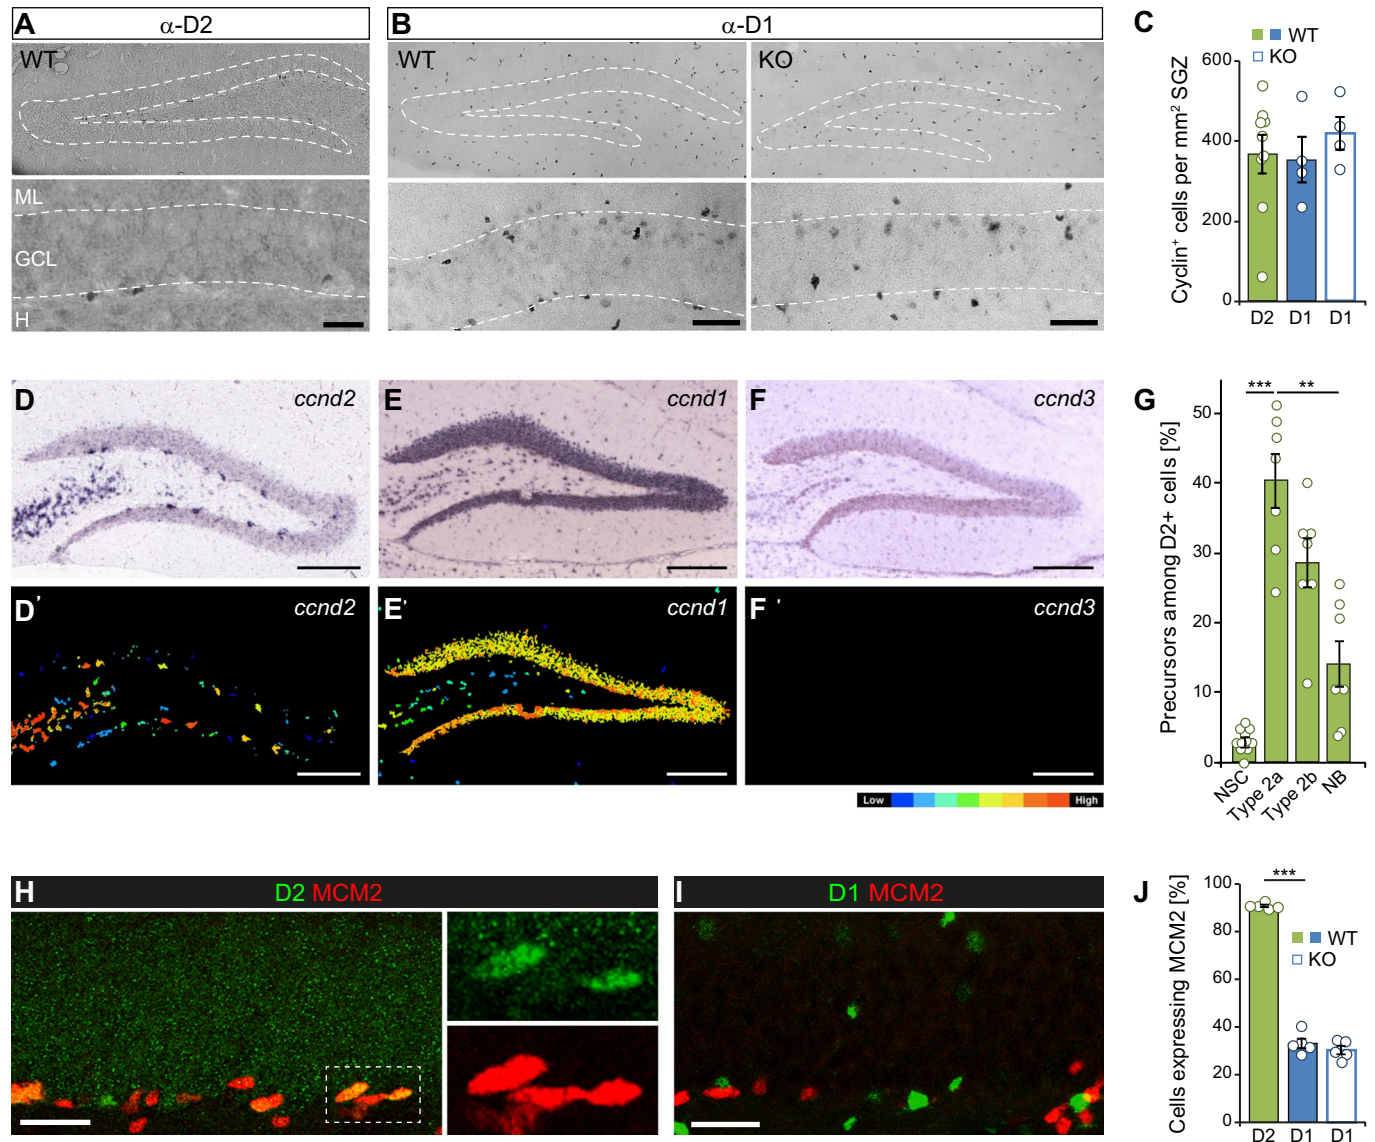 A
α-D2
B
α-D1
WT
WT
KO
ML
GCL
H
C
WT
KO
Cyclin⁺ cells per mm² SGZ
600
400
200
0
D2 D1 D1
D
ccnd2
E
ccnd1
F
ccnd3
D'
ccnd2
E'
ccnd1
F'
ccnd3
Low
High
G
***
**
Precursors among D2+ cells [%]
50
40
30
20
10
0
NSC
Type 2a
Type 2b
NB
H
D2 MCM2
I
D1 MCM2
J
***
WT
KO
Cells expressing MCM2 [%]
100
80
60
40
20
0
D2 D1 D1